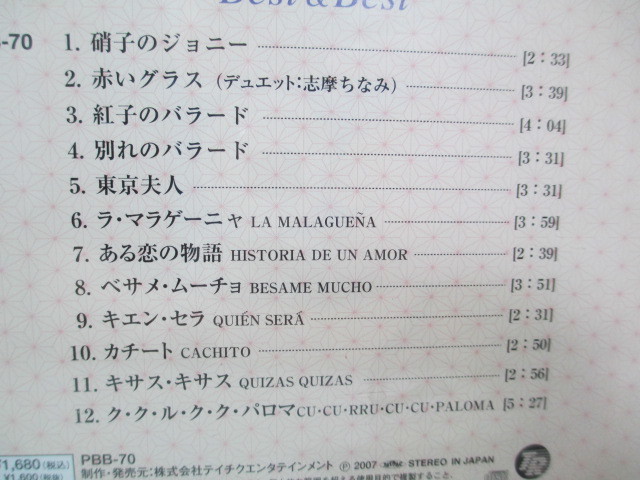 Best & Best
-70
1. 硝子のジョニー [2:33]
2. 赤いグラス (デュエット:志摩ちなみ) [3:39]
3. 紅子のバラード [4:04]
4. 別れのバラード [3:31]
5. 東京夫人 [3:31]
6. ラ・マラゲーニャ LA MALAGUEÑA [3:59]
7. ある恋の物語 HISTORIA DE UN AMOR [2:39]
8. ベサメ・ムーチョ BESAME MUCHO [3:51]
9. キエン・セラ QUIÉN SERÁ [2:31]
10. カチート CACHITO [2:50]
11. キサス・キサス QUIZAS QUIZAS [2:56]
12. ク・ク・ル・ク・ク・パロマ CU・CU・RRU・CU・CU・PALOMA [5:27]
¥1,680(税込) PBB-70
¥1,600(税抜) 制作・発売元:株式会社テイチクエンタテインメント Ⓟ 2007 STEREO IN JAPAN